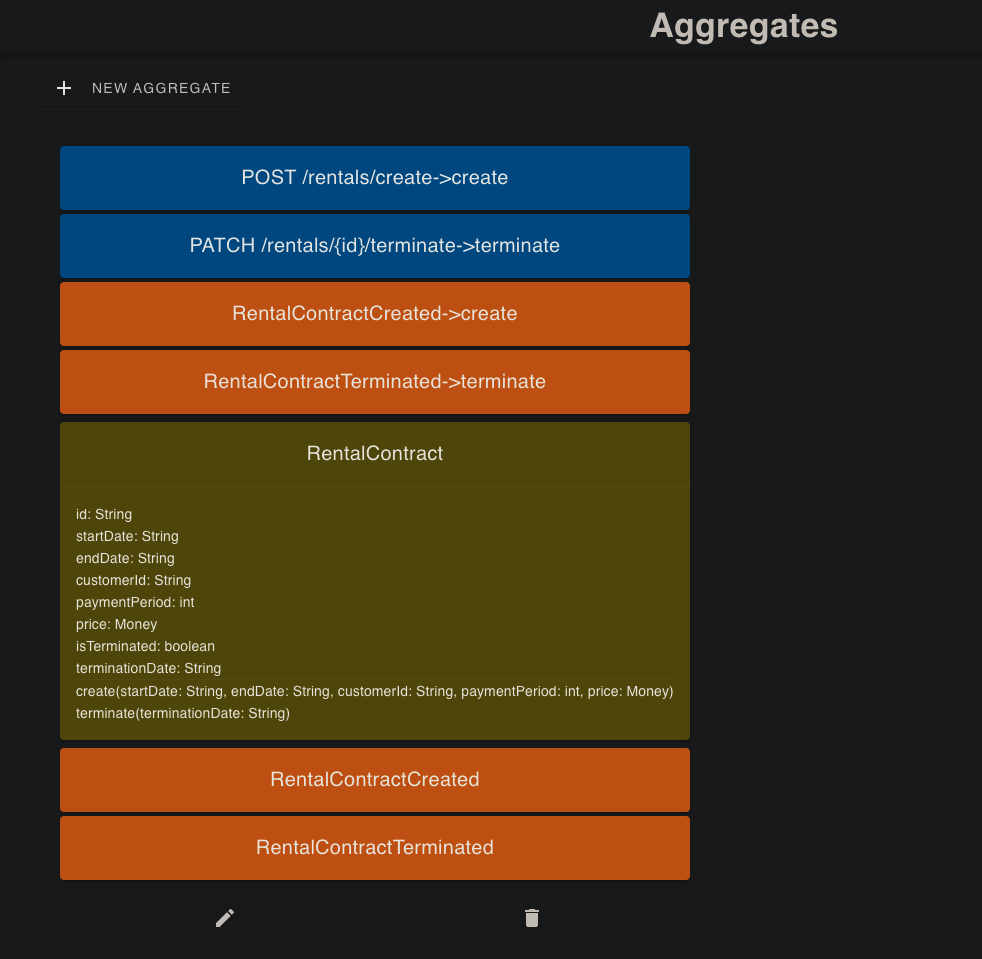 Aggregates
NEW AGGREGATE
POST /rentals/create->create
PATCH /rentals/{id}/terminate->terminate
RentalContractCreated->create
RentalContractTerminated->terminate
RentalContract
id: String
startDate: String
endDate: String
customerId: String
paymentPeriod: int
price: Money
isTerminated: boolean
terminationDate: String
create(startDate: String, endDate: String, customerId: String, paymentPeriod: int, price: Money)
terminate(terminationDate: String)
RentalContractCreated
RentalContractTerminated